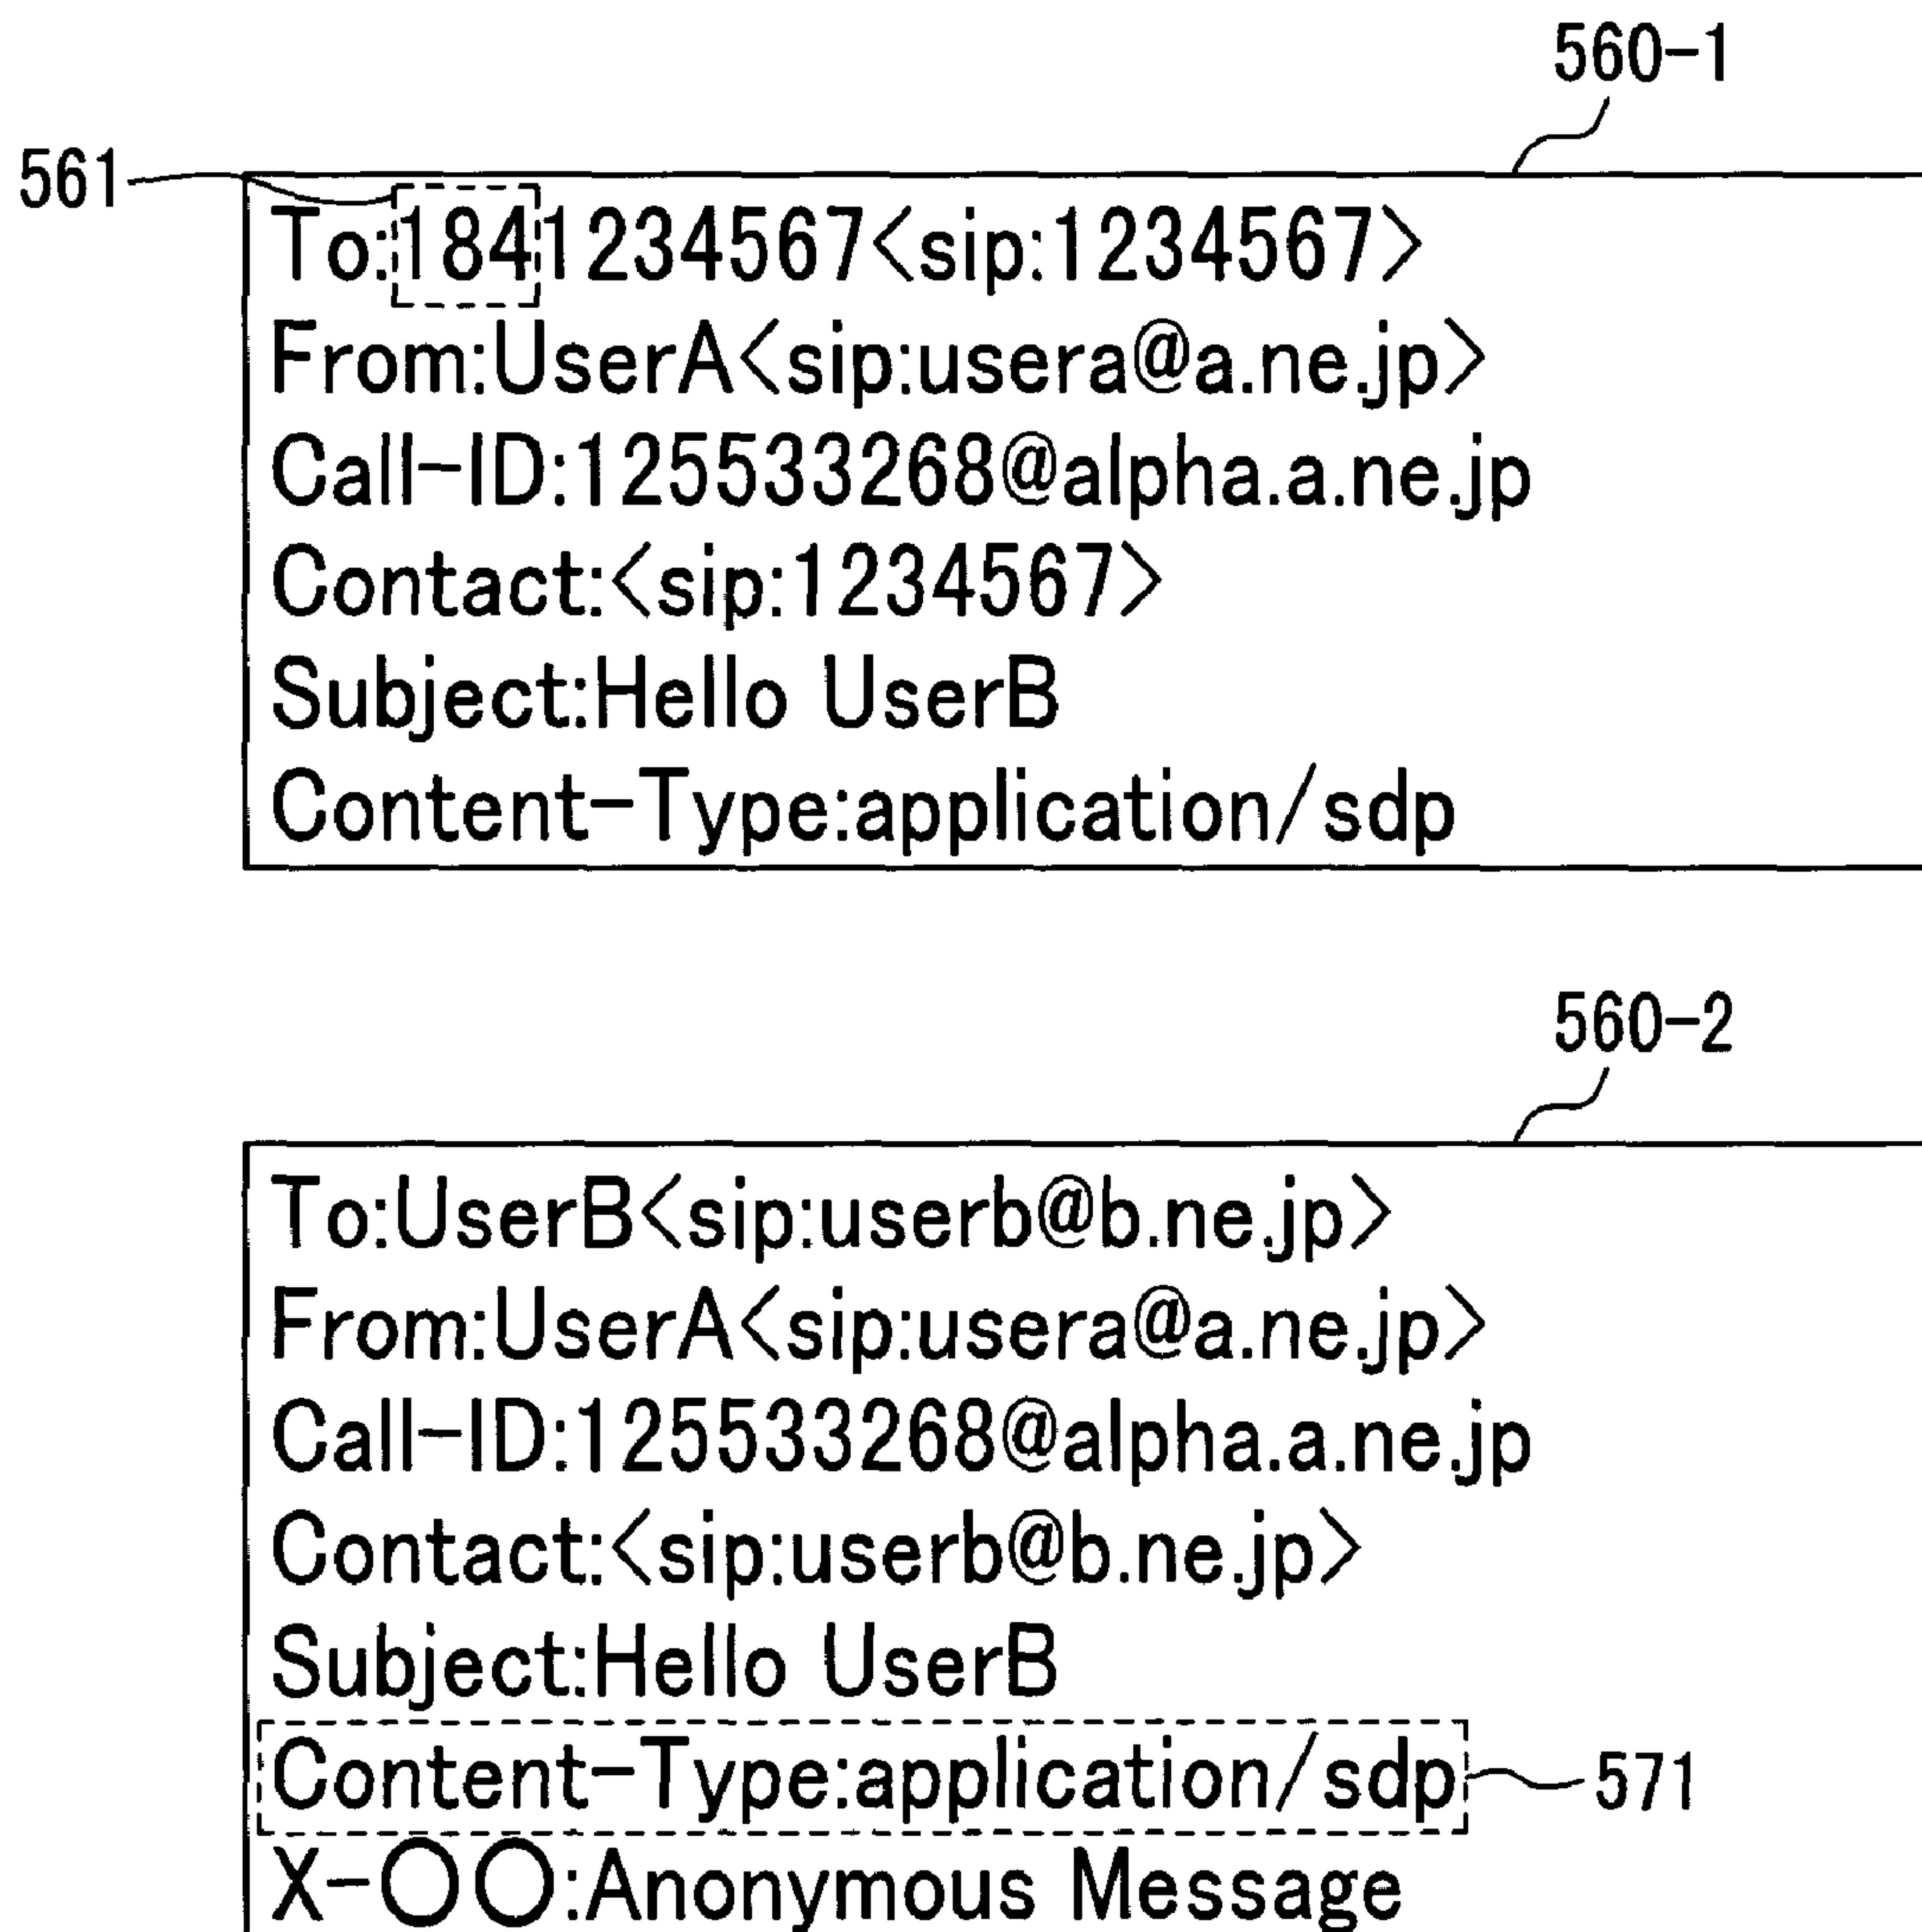 560-1
561
To:1841234567<sip:1234567>
From:UserA<sip:usera@a.ne.jp>
Call-ID:125533268@alpha.a.ne.jp
Contact:<sip:1234567>
Subject:Hello UserB
Content-Type:application/sdp
560-2
To:UserB<sip:userb@b.ne.jp>
From:UserA<sip:usera@a.ne.jp>
Call-ID:125533268@alpha.a.ne.jp
Contact:<sip:userb@b.ne.jp>
Subject:Hello UserB
Content-Type:application/sdp 571
X-○○:Anonymous Message